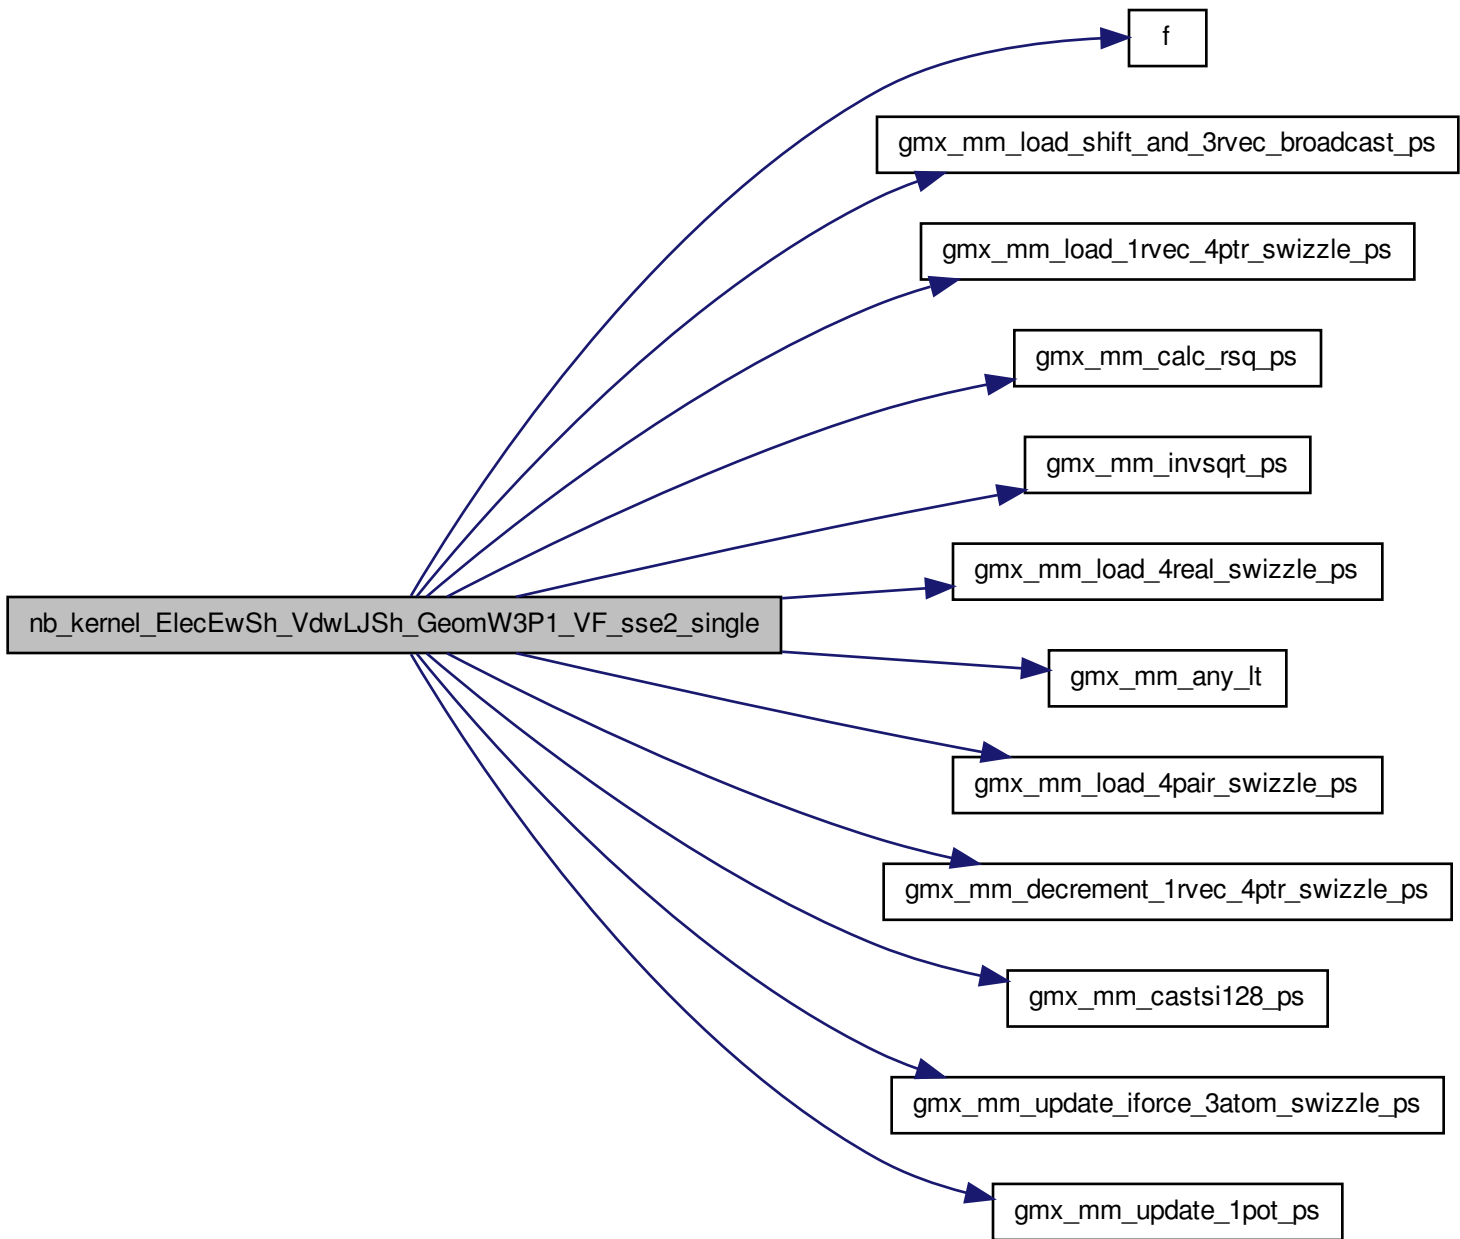 f
gmx_mm_load_shift_and_3rvec_broadcast_ps
gmx_mm_load_1rvec_4ptr_swizzle_ps
gmx_mm_calc_rsq_ps
gmx_mm_invsqrt_ps
gmx_mm_load_4real_swizzle_ps
nb_kernel_ElecEwSh_VdwLJSh_GeomW3P1_VF_sse2_single
gmx_mm_any_lt
gmx_mm_load_4pair_swizzle_ps
gmx_mm_decrement_1rvec_4ptr_swizzle_ps
gmx_mm_castsi128_ps
gmx_mm_update_iforce_3atom_swizzle_ps
gmx_mm_update_1pot_ps